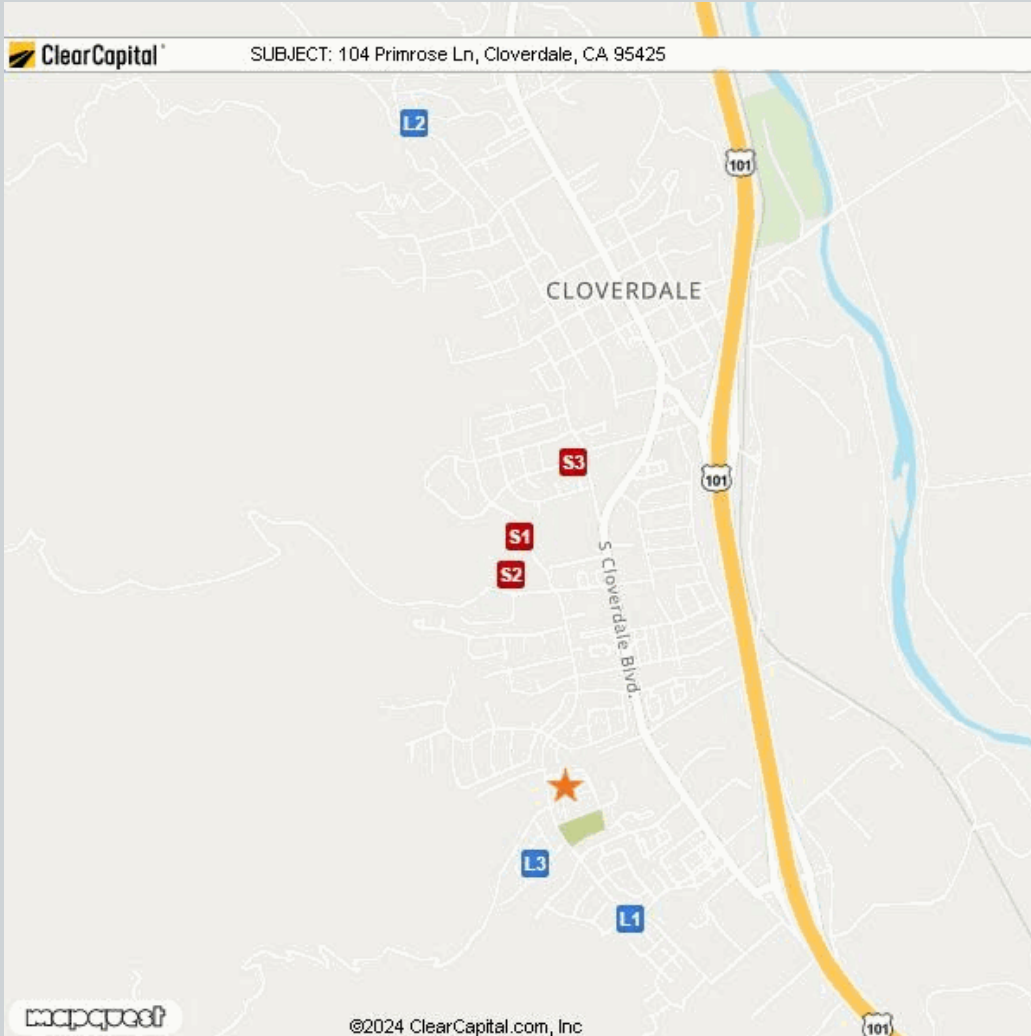 ClearCapital
SUBJECT: 104 Primrose Ln, Cloverdale, CA 95425
L2
101
CLOVERDALE
S3
101
S1
S2
S Cloverdale Blvd.
L3
L1
mapquest
©2024 ClearCapital.com, Inc
101